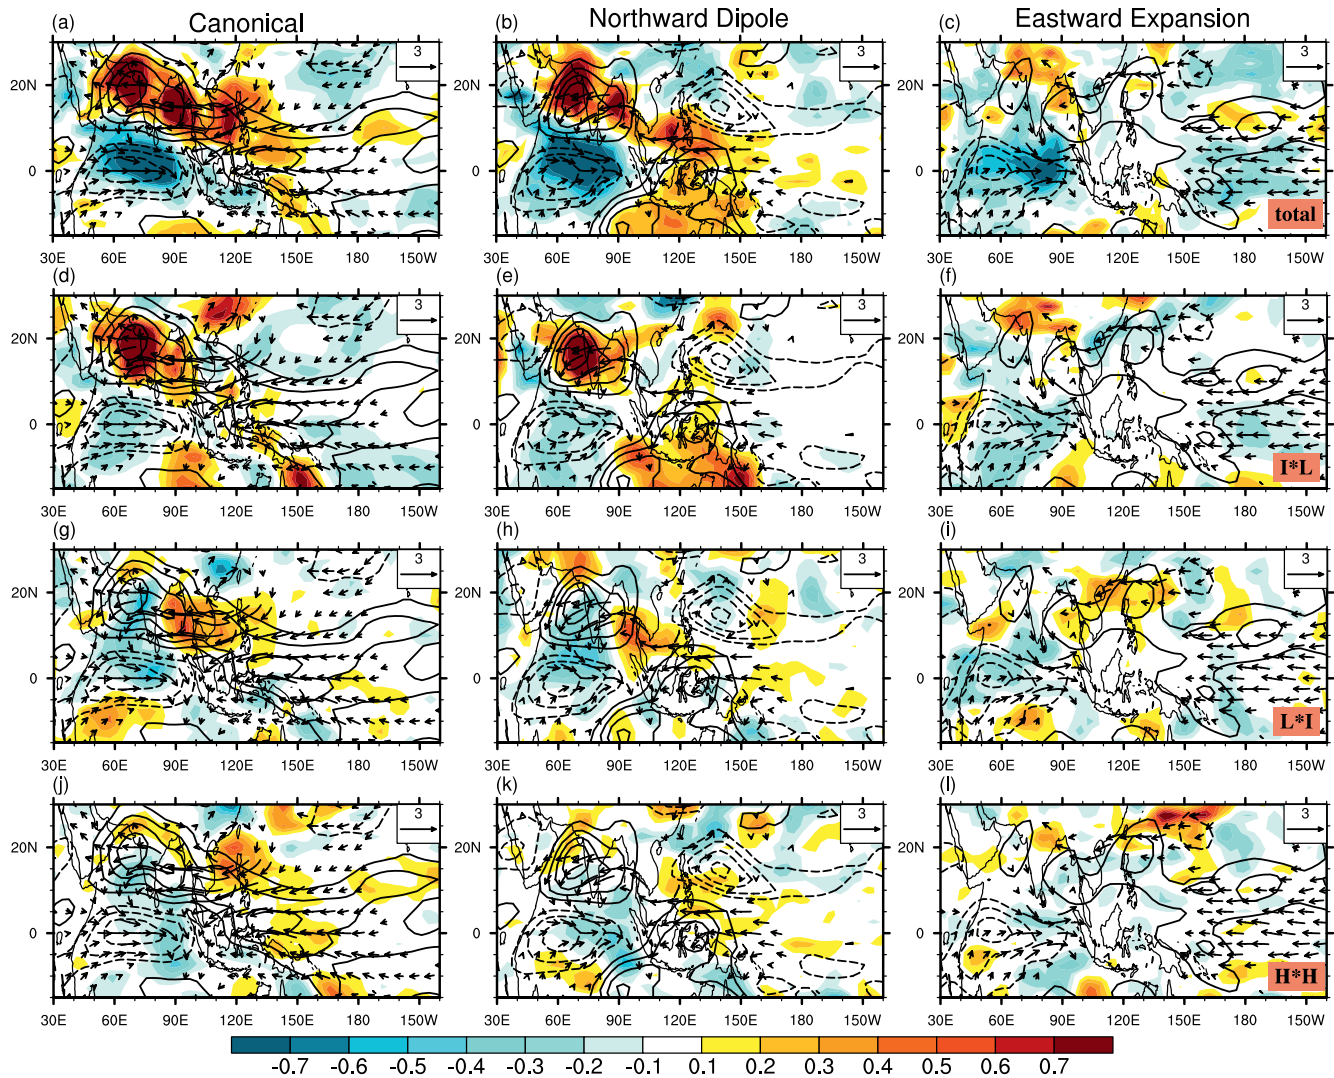 Canonical Northward Dipole Eastward Expansion
(a) (b) (c)
3 3 3
20N 20N 20N
0 0 0
total
30E 60E 90E 120E 150E 180 150W 30E 60E 90E 120E 150E 180 150W 30E 60E 90E 120E 150E 180 150W
(d) (e) (f)
3 3 3
20N 20N 20N
0 0 0
I*L
30E 60E 90E 120E 150E 180 150W 30E 60E 90E 120E 150E 180 150W 30E 60E 90E 120E 150E 180 150W
(g) (h) (i)
3 3 3
20N 20N 20N
0 0 0
L*I
30E 60E 90E 120E 150E 180 150W 30E 60E 90E 120E 150E 180 150W 30E 60E 90E 120E 150E 180 150W
(j) (k) (l)
3 3 3
20N 20N 20N
0 0 0
H*H
30E 60E 90E 120E 150E 180 150W 30E 60E 90E 120E 150E 180 150W 30E 60E 90E 120E 150E 180 150W
-0.7 -0.6 -0.5 -0.4 -0.3 -0.2 -0.1 0.1 0.2 0.3 0.4 0.5 0.6 0.7